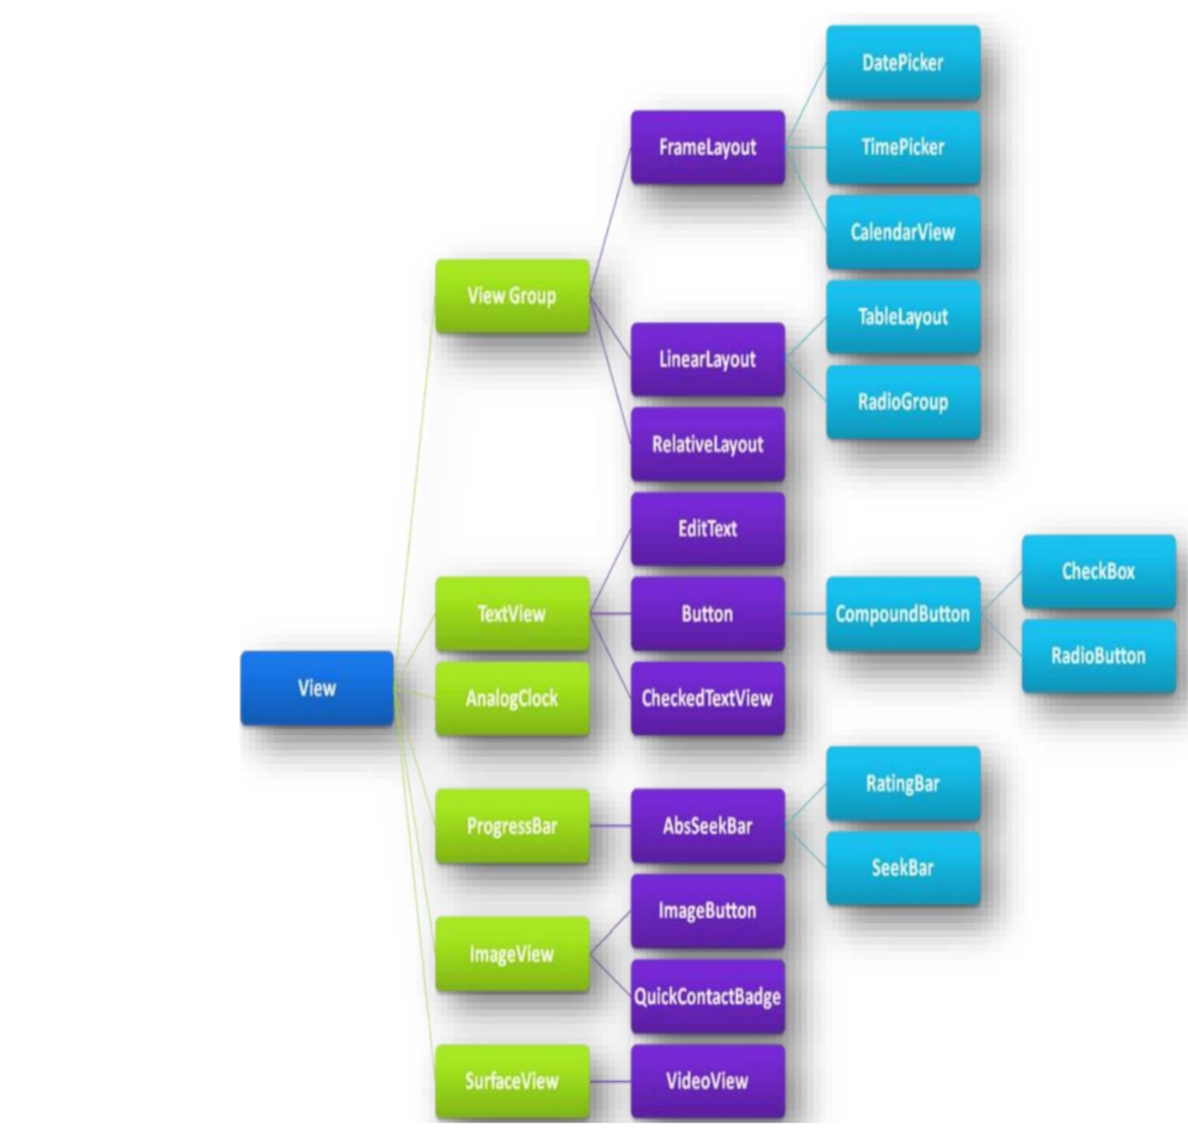 DatePicker
FrameLayout
TimePicker
CalendarView
View Group
TableLayout
LinearLayout
RadioGroup
RelativeLayout
EditText
CheckBox
TextView
Button
CompoundButton
RadioButton
View
AnalogClock
CheckedTextView
RatingBar
ProgressBar
AbsSeekBar
SeekBar
ImageButton
ImageView
QuickContactBadge
SurfaceView
VideoView